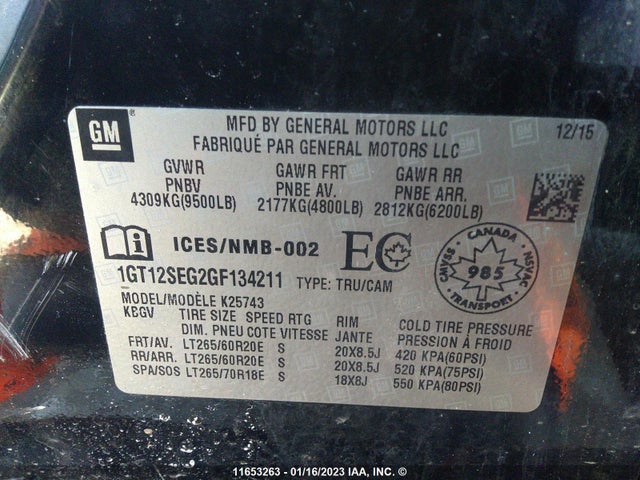 GM
MFD BY GENERAL MOTORS LLC 12/15
FABRIQUÉ PAR GENERAL MOTORS LLC
GVWR GAWR FRT GAWR RR
PNBV PNBE AV. PNBE ARR.
4309KG(9500LB) 2177KG(4800LB) 2812KG(6200LB)
ICES/NMB-002 EC
CANADA
CMVSS 985 NSVAC
TRANSPORT
1GT12SEG2GF134211 TYPE: TRU/CAM
MODEL/MODÈLE K25743
KBGV TIRE SIZE SPEED RTG RIM COLD TIRE PRESSURE
DIM. PNEU COTE VITESSE JANTE PRESSION À FROID
FRT/AV. LT265/60R20E S 20X8.5J 420 KPA(60PSI)
RR/ARR. LT265/60R20E S 20X8.5J 520 KPA(75PSI)
SPA/SOS LT265/70R18E S 18X8J 550 KPA(80PSI)
11653263 - 01/16/2023 IAA, INC. ©